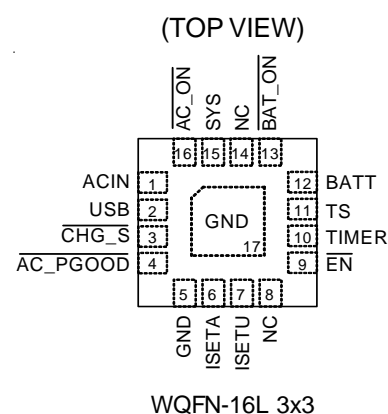 (TOP VIEW)
AC_ON
SYS
NC
BAT_ON
16 15 14 13
ACIN 1
USB 2
CHG_S 3
AC_PGOOD 4
12 BATT
11 TS
10 TIMER
9 EN
GND
17
5 6 7 8
GND
ISETA
ISETU
NC
WQFN-16L 3x3